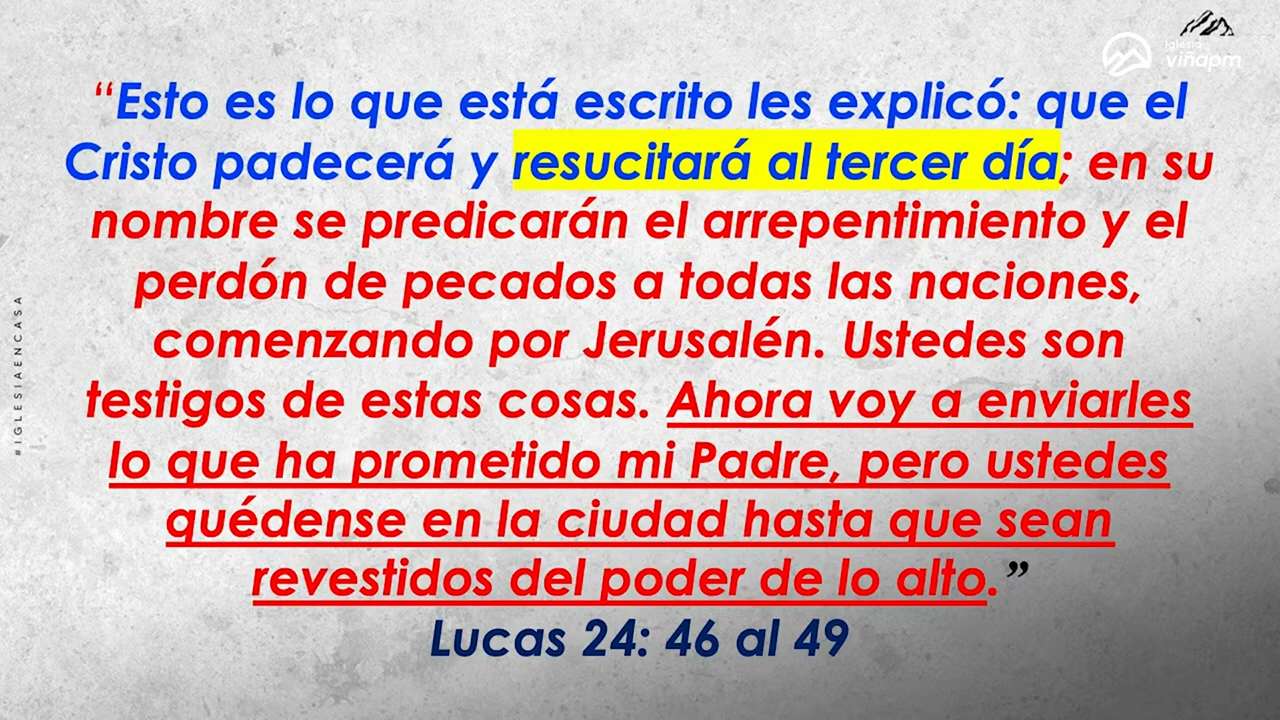 iglesia
viñapm
“Esto es lo que está escrito les explicó: que el
Cristo padecerá y resucitará al tercer día; en su
nombre se predicarán el arrepentimiento y el
perdón de pecados a todas las naciones,
comenzando por Jerusalén. Ustedes son
testigos de estas cosas. Ahora voy a enviarles
lo que ha prometido mi Padre, pero ustedes
quédense en la ciudad hasta que sean
revestidos del poder de lo alto.”
Lucas 24: 46 al 49
#IGLESIAENCASA